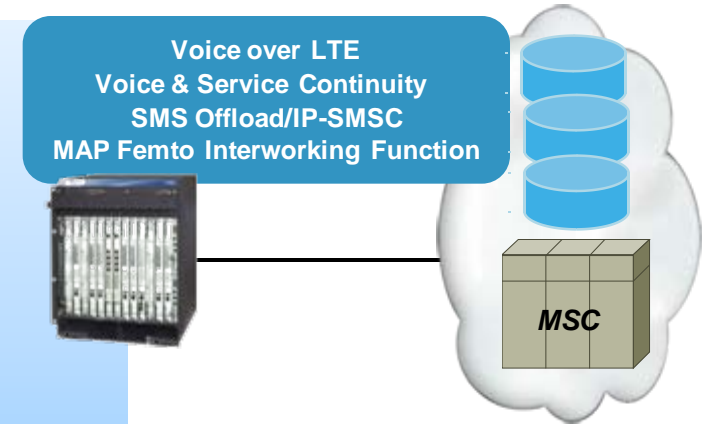 Voice over LTE
Voice & Service Continuity
SMS Offload/IP-SMSC
MAP Femto Interworking Function
MSC